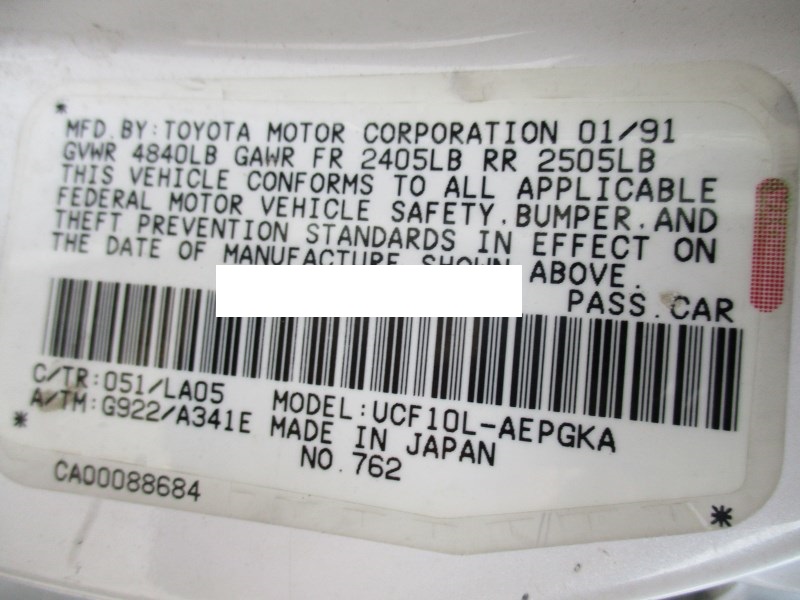 MFD. BY: TOYOTA MOTOR CORPORATION 01/91
GVWR 4840LB GAWR FR 2405LB RR 2505LB
THIS VEHICLE CONFORMS TO ALL APPLICABLE
FEDERAL MOTOR VEHICLE SAFETY, BUMPER, AND
THEFT PREVENTION STANDARDS IN EFFECT ON
THE DATE OF MANUFACTURE SHOWN ABOVE.
PASS. CAR
C/TR: 051/LA05 MODEL: UCF10L-AEPGKA
A/TM: G922/A341E MADE IN JAPAN
NO. 762
CA00088684